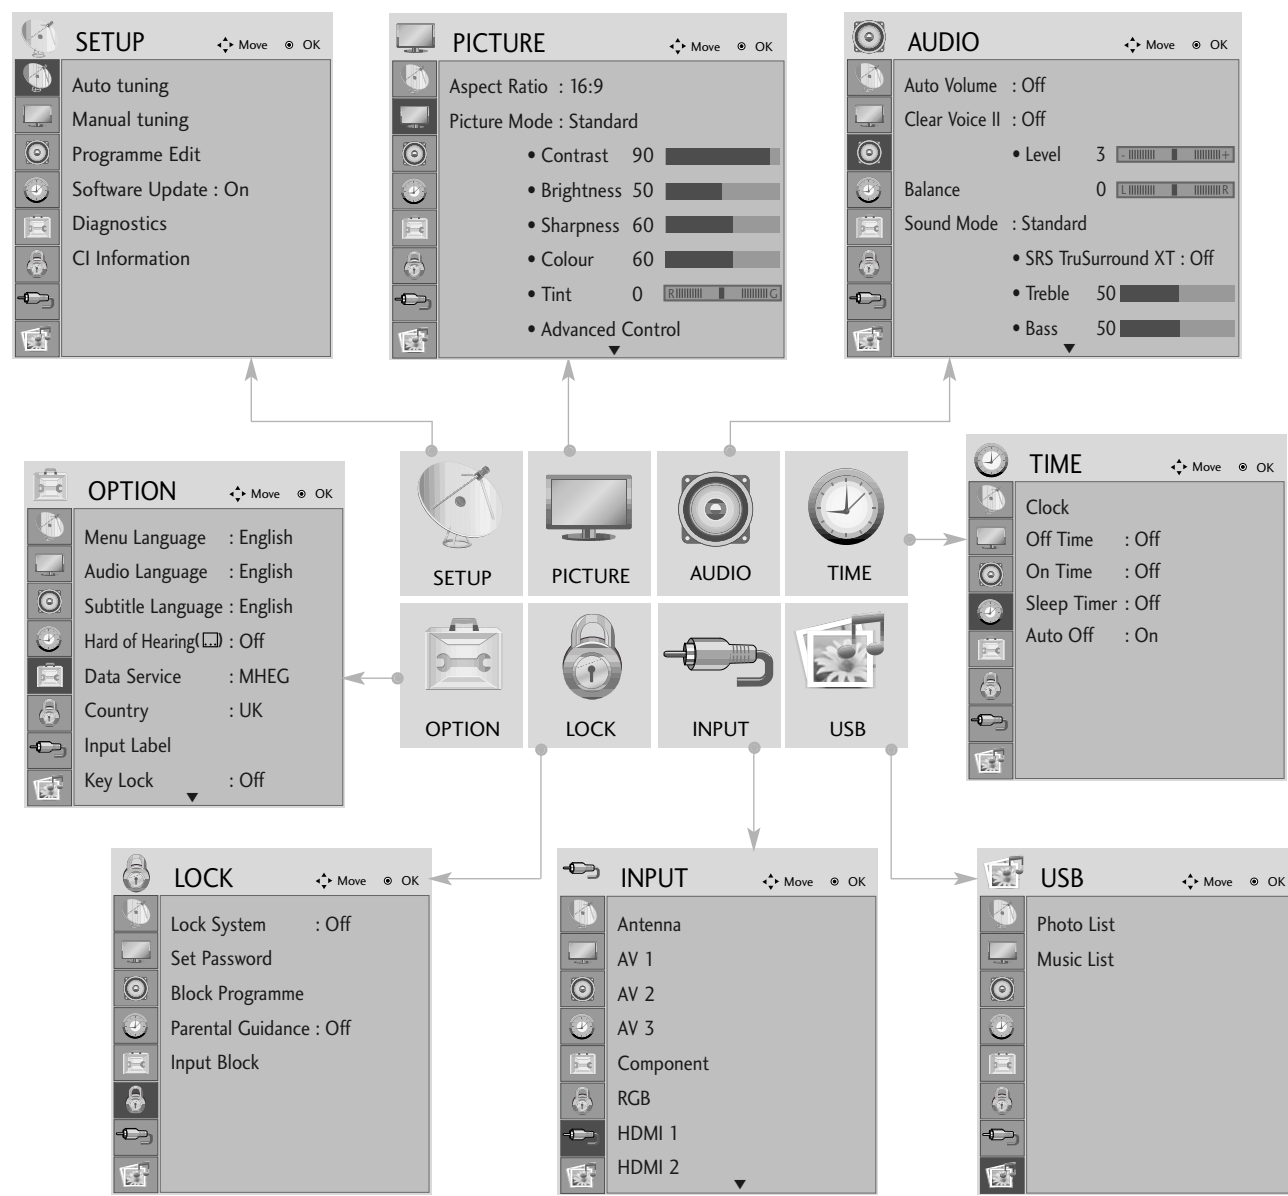 SETUP Move OK
Auto tuning
Manual tuning
Programme Edit
Software Update : On
Diagnostics
CI Information
PICTURE Move OK
Aspect Ratio : 16:9
Picture Mode : Standard
• Contrast 90
• Brightness 50
• Sharpness 60
• Colour 60
• Tint 0 R G
• Advanced Control
AUDIO Move OK
Auto Volume : Off
Clear Voice II : Off
• Level 3 - +
Balance 0 L R
Sound Mode : Standard
• SRS TruSurround XT : Off
• Treble 50
• Bass 50
OPTION Move OK
Menu Language : English
Audio Language : English
Subtitle Language : English
Hard of Hearing( ) : Off
Data Service : MHEG
Country : UK
Input Label
Key Lock : Off
SETUP PICTURE AUDIO TIME
OPTION LOCK INPUT USB
TIME Move OK
Clock
Off Time : Off
On Time : Off
Sleep Timer : Off
Auto Off : On
LOCK Move OK
Lock System : Off
Set Password
Block Programme
Parental Guidance : Off
Input Block
INPUT Move OK
Antenna
AV 1
AV 2
AV 3
Component
RGB
HDMI 1
HDMI 2
USB Move OK
Photo List
Music List